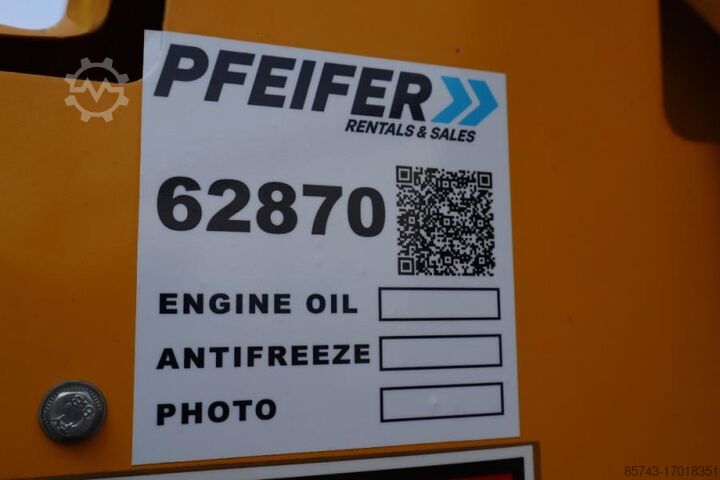 PFEIFER
RENTALS & SALES
62870
ENGINE OIL
ANTIFREEZE
PHOTO
85743-17018351